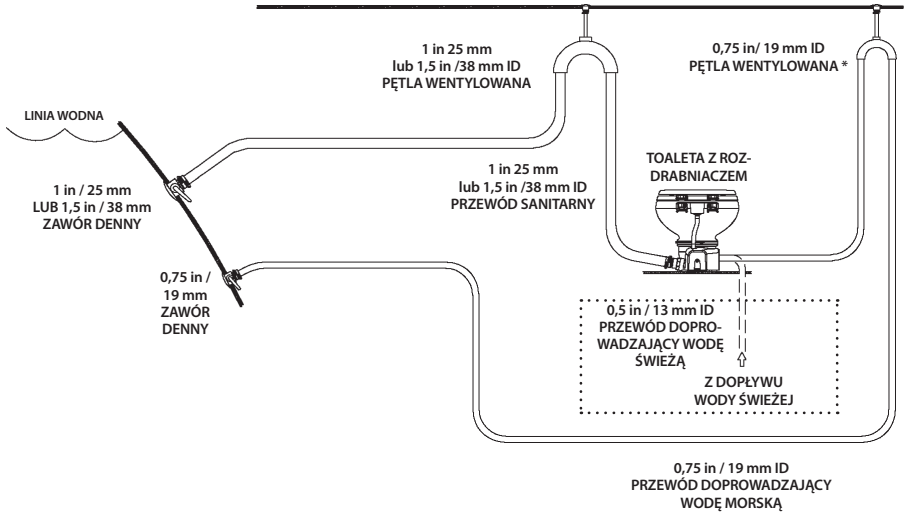 1 in 25 mm
lub 1,5 in /38 mm ID
PĘTLA WENTYLOWANA
0,75 in/ 19 mm ID
PĘTLA WENTYLOWANA *
LINIA WODNA
1 in / 25 mm
LUB 1,5 in / 38 mm
ZAWÓR DENNY
1 in 25 mm
lub 1,5 in /38 mm ID
PRZEWÓD SANITARNY
TOALETA Z ROZ-
DRABNIACZEM
0,75 in /
19 mm
ZAWÓR
DENNY
0,5 in / 13 mm ID
PRZEWÓD DOPRO-
WADZAJĄCY WODĘ
ŚWIEŻĄ
Z DOPŁYWU
WODY ŚWIEŻEJ
0,75 in / 19 mm ID
PRZEWÓD DOPROWADZAJĄCY
WODĘ MORSKĄ